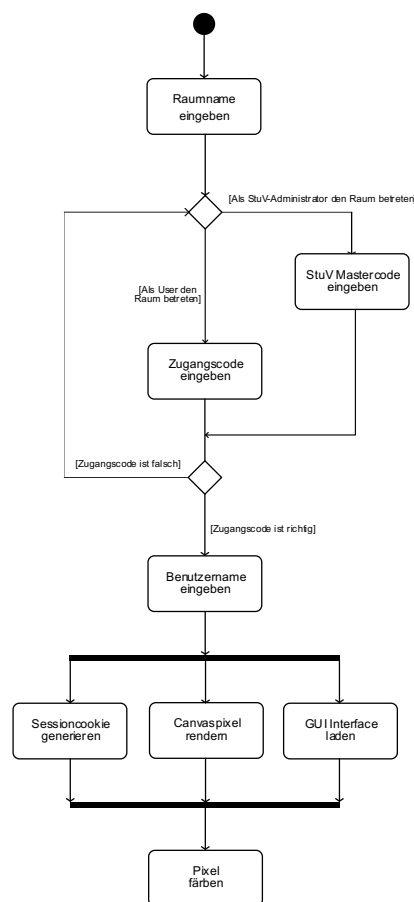 Raumname
eingeben
[Als StuV-Administrator den Raum betreten]
StuV Mastercode
eingeben
[Als User den
Raum betreten]
Zugangscode
eingeben
[Zugangscode ist falsch]
[Zugangscode ist richtig]
Benutzername
eingeben
Sessioncookie
generieren
Canvaspixel
rendern
GUI Interface
laden
Pixel
färben